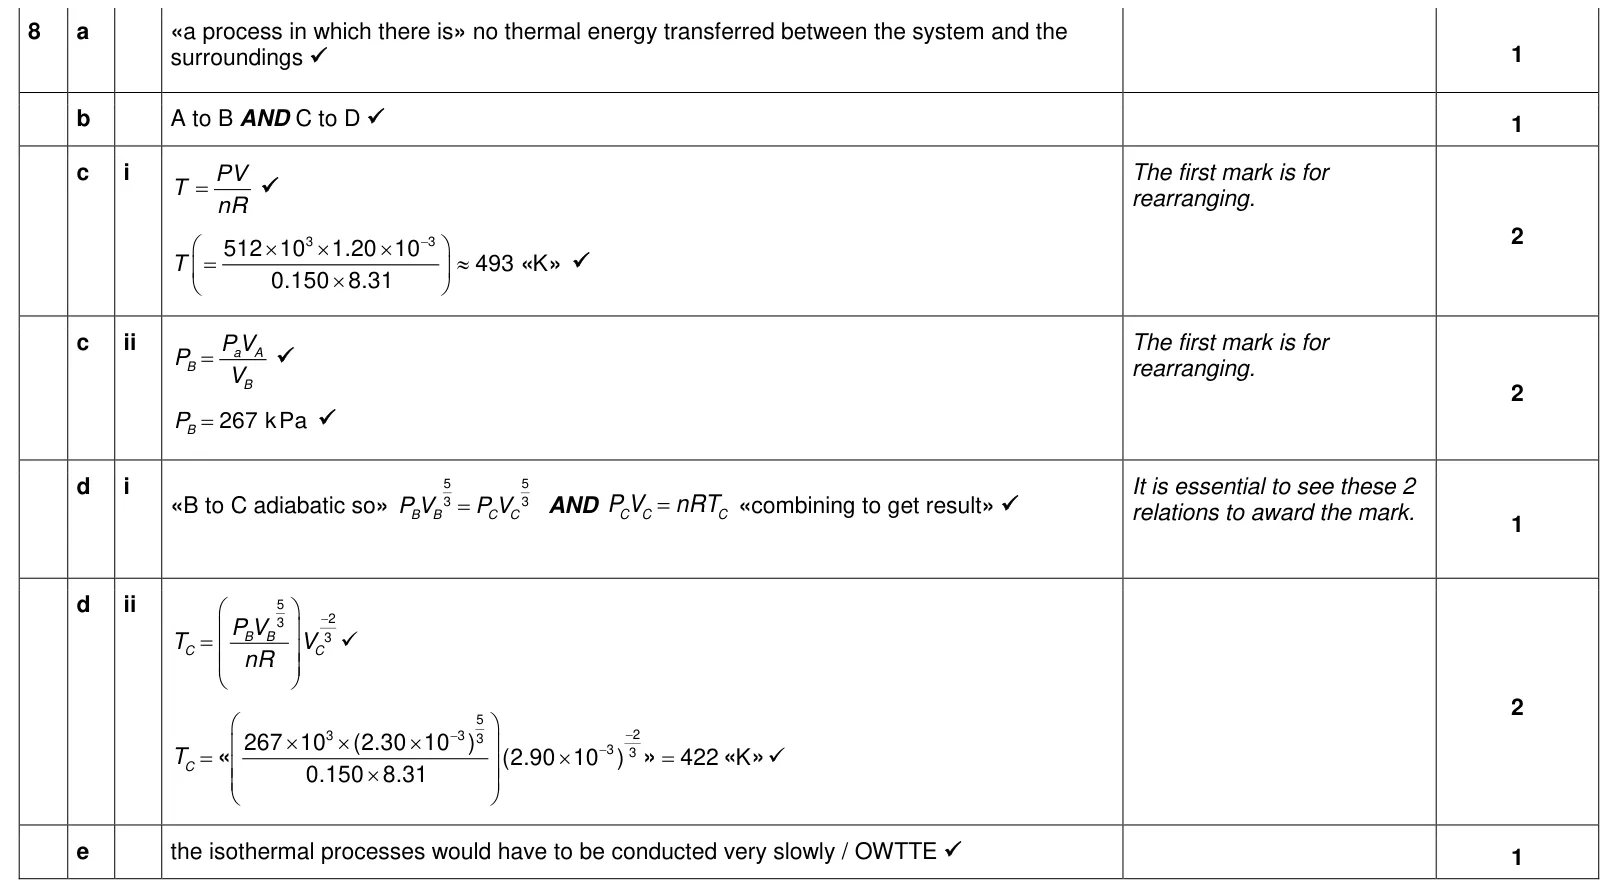 8 a «a process in which there is» no thermal energy transferred between the system and the
surroundings ✓ 1
b A to B AND C to D ✓ 1
c i T = PV/nR ✓ The first mark is for
rearranging.
T(= 512×10³×1.20×10⁻³/0.150×8.31) ≈ 493 «K» ✓ 2
c ii P_B = P_aV_A/V_B ✓ The first mark is for
rearranging.
P_B = 267 kPa ✓ 2
d i «B to C adiabatic so» P_BV_B^(5/3) = P_CV_C^(5/3) AND P_CV_C = nRT_C «combining to get result» ✓ It is essential to see these 2
relations to award the mark. 1
d ii T_C = (P_BV_B^(5/3)/nR)V_C^(−2/3) ✓
T_C = «(267×10³×(2.30×10⁻³)^(5/3)/0.150×8.31)(2.90×10⁻³)^(−2/3)» = 422 «K» ✓ 2
e the isothermal processes would have to be conducted very slowly / OWTTE ✓ 1